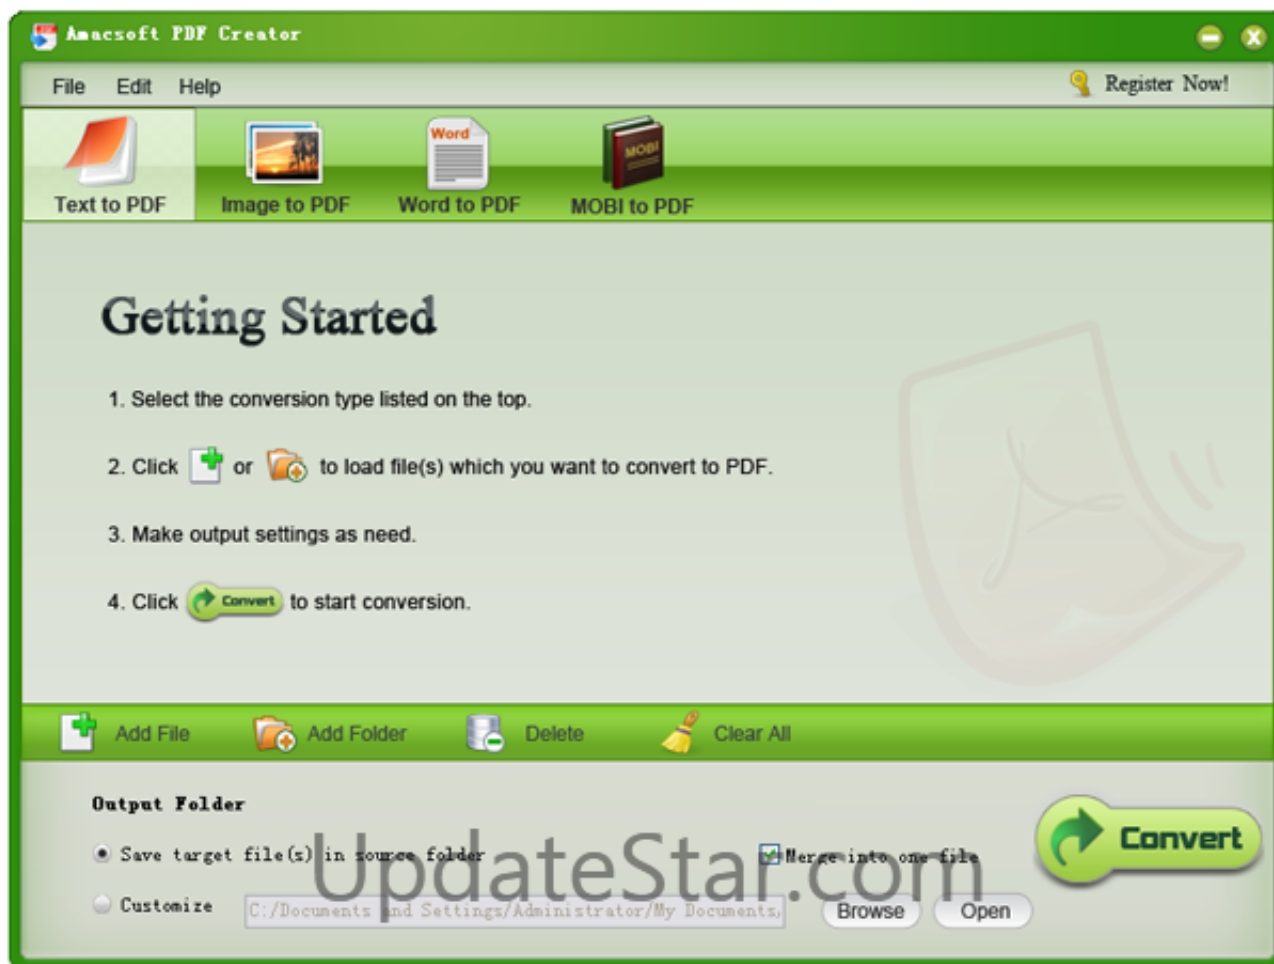 Amacsoft PDF Creator
File Edit Help
Register Now!
Word
MOBI
Text to PDF
Image to PDF
Word to PDF
MOBI to PDF
Getting Started
1. Select the conversion type listed on the top.
2. Click or to load file(s) which you want to convert to PDF.
3. Make output settings as need.
4. Click Convert to start conversion.
Add File
Add Folder
Delete
Clear All
Output Folder
Save target file(s) in source folder
Merge into one file
Convert
UpdateStar.com
Customize
C:/Documents and Settings/Administrator/My Documents/
Browse
Open